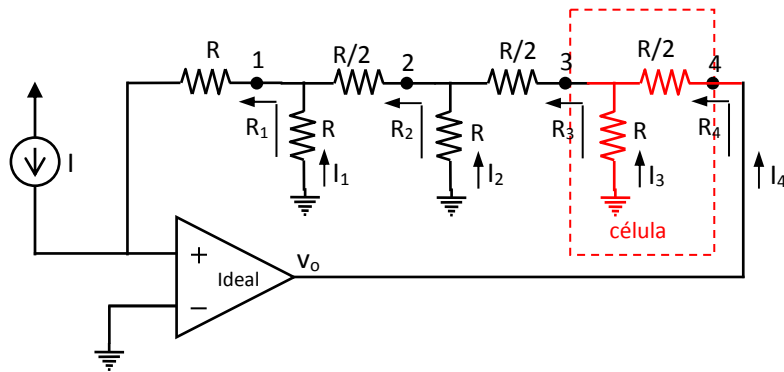 R
1
R/2
2
R/2
3
R/2
4
R₁
R
R₂
R
R₃
R
R₄
I
I₁
I₂
I₃
I₄
célula
+
Ideal
−
vₒ